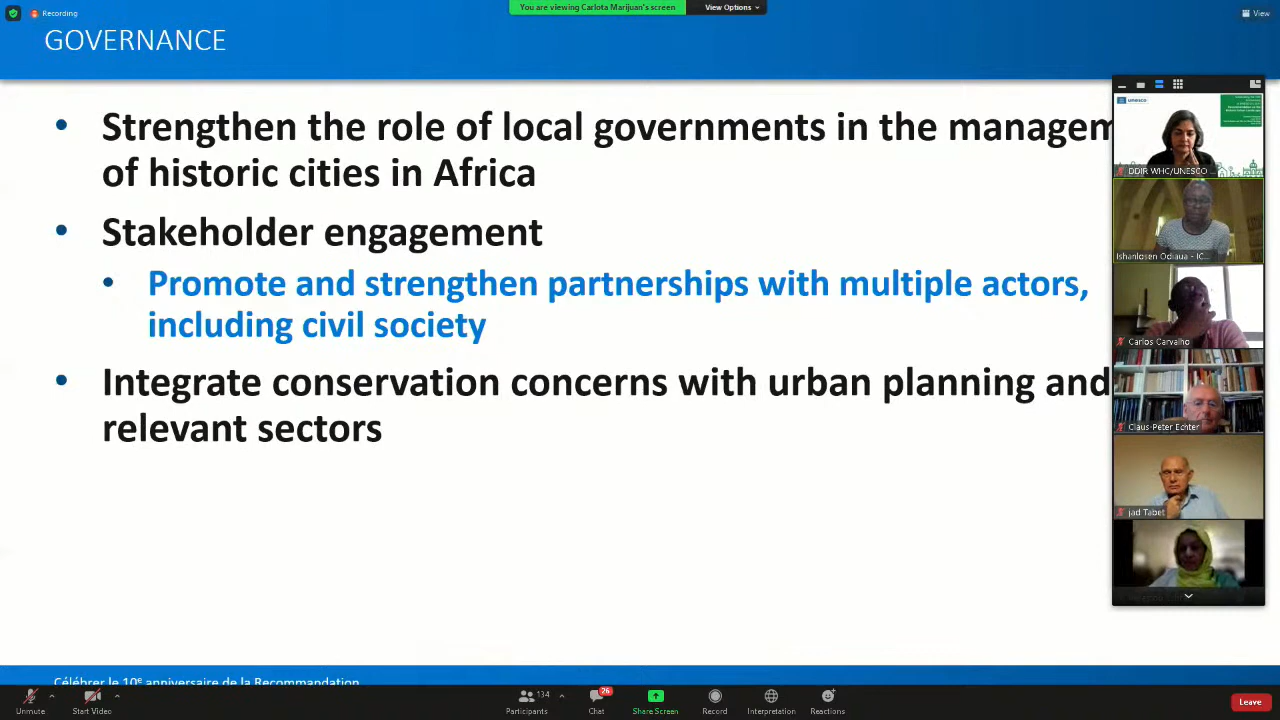 Recording
You are viewing Carlota Marijuan's screen
View Options
View
GOVERNANCE
• Strengthen the role of local governments in the managem
of historic cities in Africa
• Stakeholder engagement
• Promote and strengthen partnerships with multiple actors,
including civil society
• Integrate conservation concerns with urban planning and
relevant sectors
unesco
DDIR WHC/UNESCO ...
Ishanlosen Odiaua - IC...
Carlos Carvalho
Claus-Peter Echter
jad Tabet
Célébrer le 10e anniversaire de la Recommandation
Unmute
Start Video
134
Participants
26
Chat
Share Screen
Record
Interpretation
Reactions
Leave